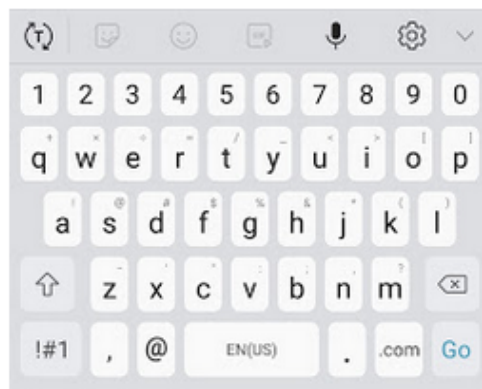 1 2 3 4 5 6 7 8 9 0
q w e r t y u i o p
a s d f g h j k l
z x c v b n m
!#1 , @ EN(US) . .com Go